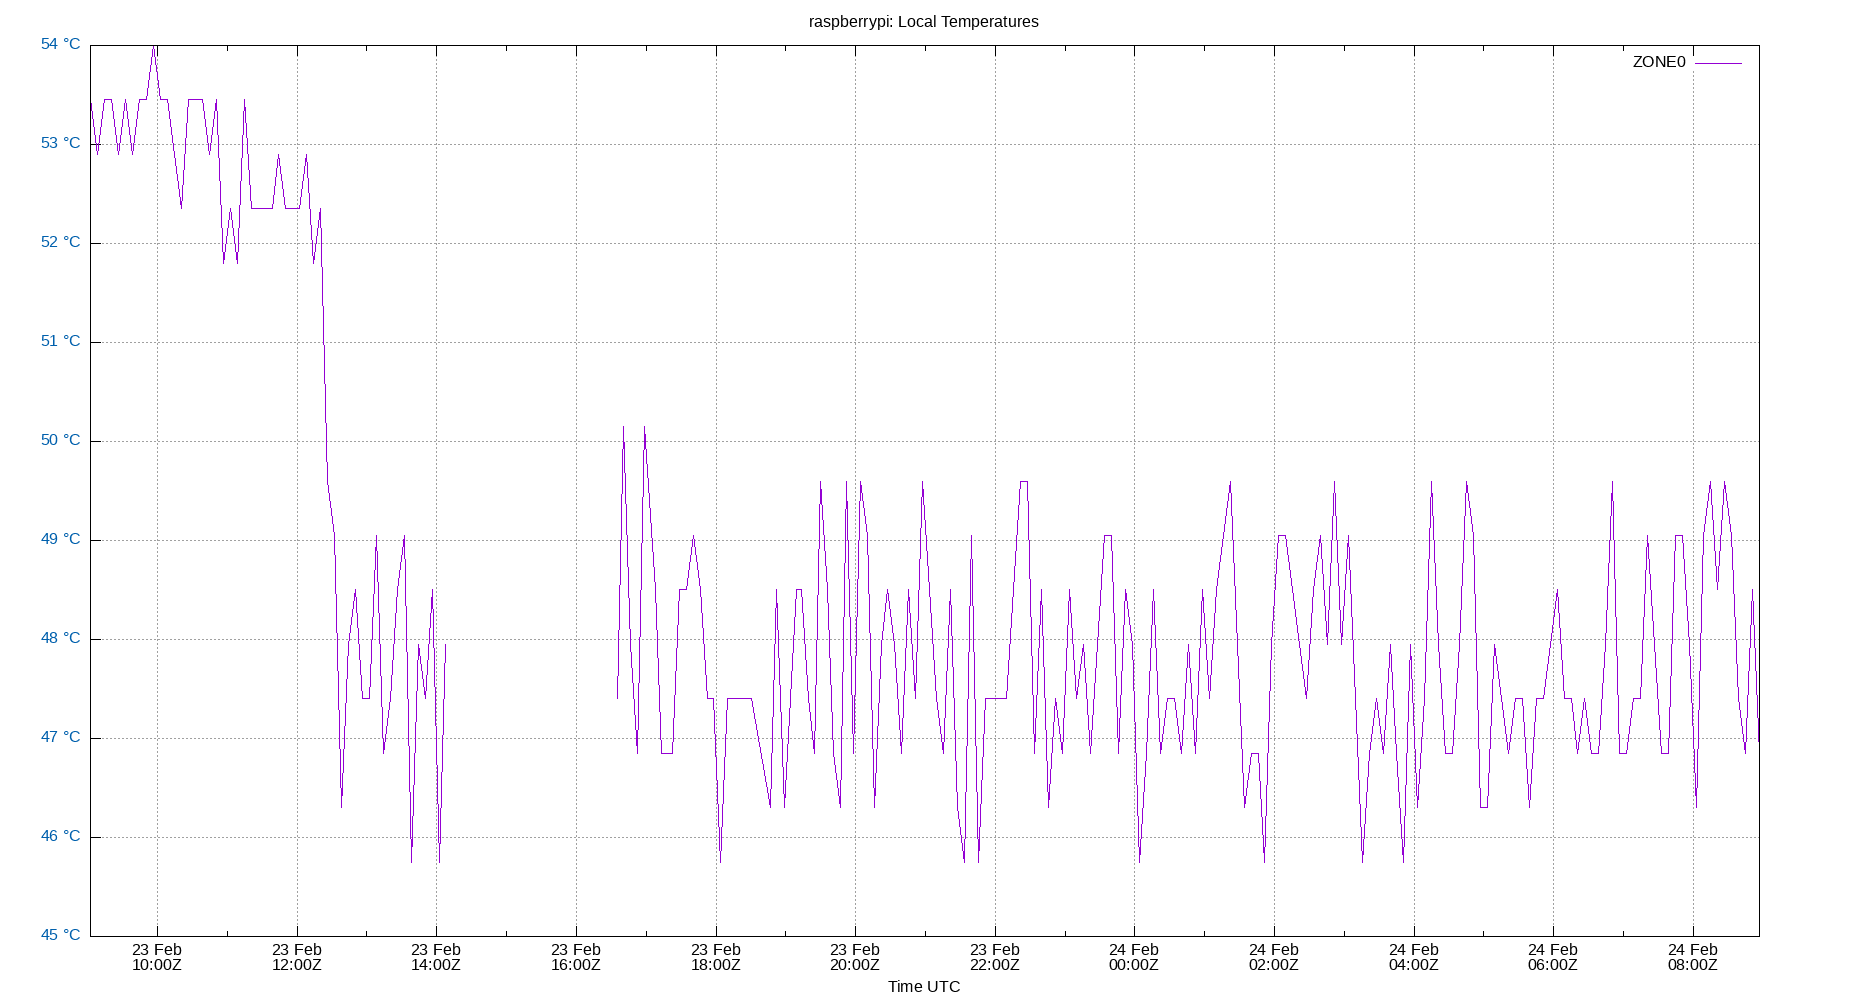 raspberrypi: Local Temperatures
54 °C
ZONE0
53 °C
52 °C
51 °C
50 °C
49 °C
48 °C
47 °C
46 °C
45 °C
23 Feb 23 Feb 23 Feb 23 Feb 23 Feb 23 Feb 23 Feb 24 Feb 24 Feb 24 Feb 24 Feb 24 Feb
10:00Z 12:00Z 14:00Z 16:00Z 18:00Z 20:00Z 22:00Z 00:00Z 02:00Z 04:00Z 06:00Z 08:00Z
Time UTC